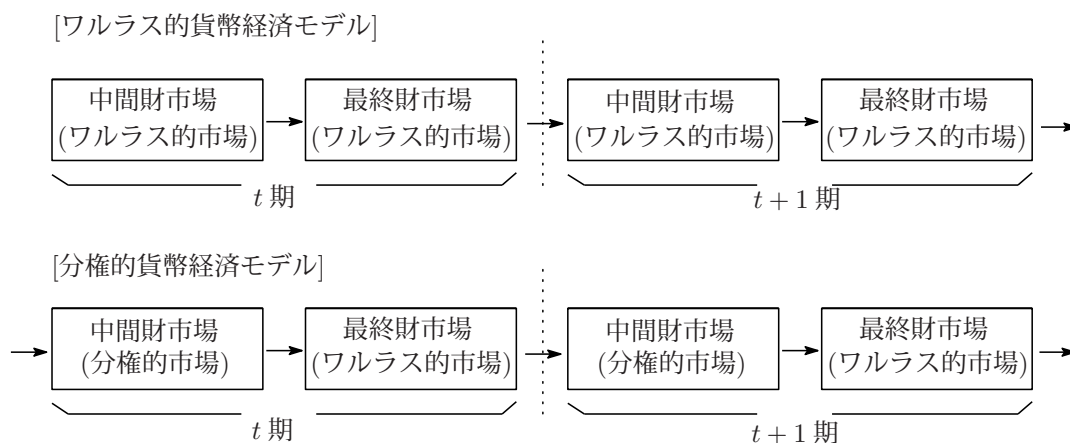 [ワルラス的貨幣経済モデル]
中間財市場 最終財市場 中間財市場 最終財市場
(ワルラス的市場) (ワルラス的市場) (ワルラス的市場) (ワルラス的市場)
t 期 t + 1 期
[分権的貨幣経済モデル]
中間財市場 最終財市場 中間財市場 最終財市場
(分権的市場) (ワルラス的市場) (分権的市場) (ワルラス的市場)
t 期 t + 1 期